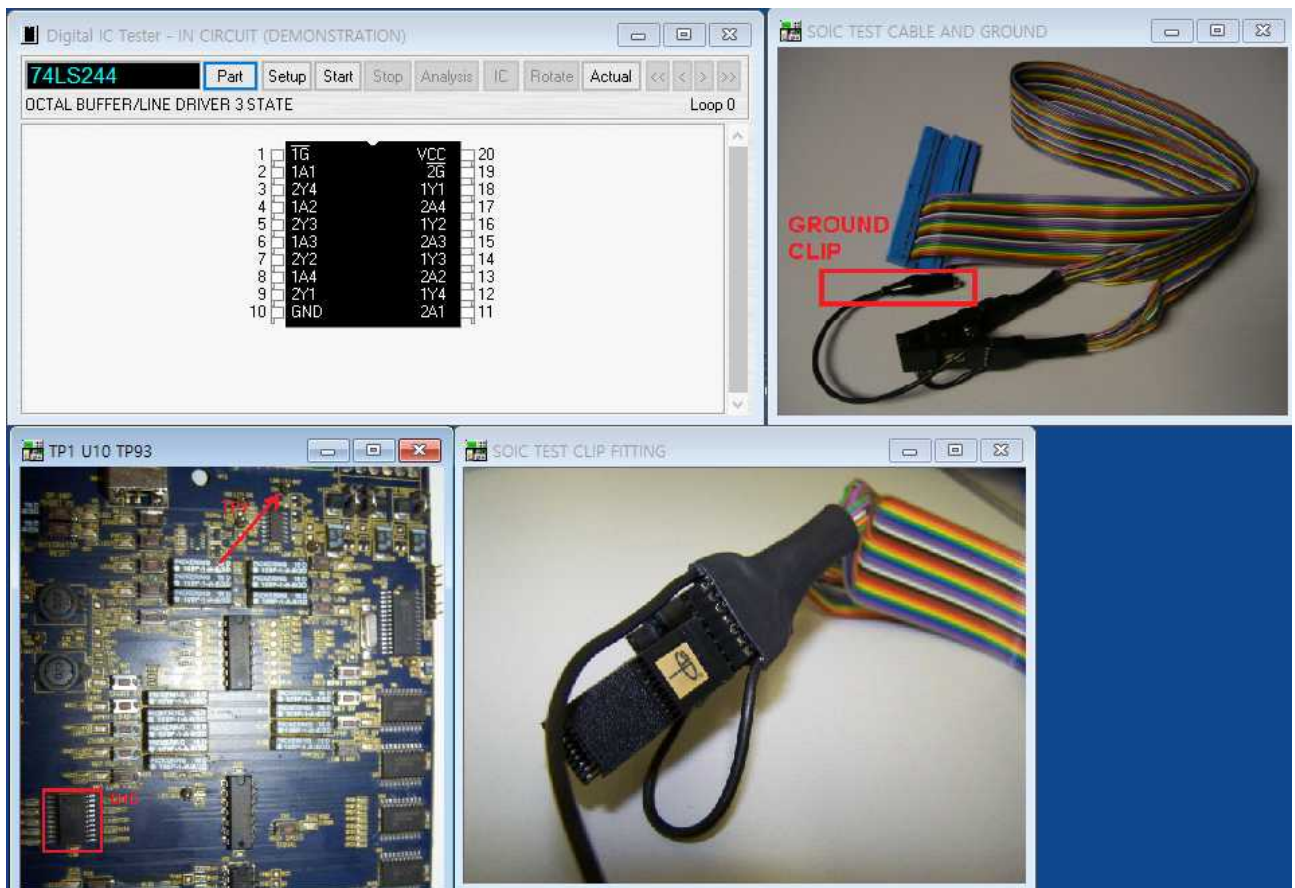 Digital IC Tester - IN CIRCUIT (DEMONSTRATION)
74LS244 Part Setup Start Stop Analysis IC Rotate Actual << < > >>
OCTAL BUFFER/LINE DRIVER 3 STATE Loop 0
1 1G VCC 20
2 1A1 2G 19
3 2Y4 1Y1 18
4 1A2 2A4 17
5 2Y3 1Y2 16
6 1A3 2A3 15
7 2Y2 1Y3 14
8 1A4 2A2 13
9 2Y1 1Y4 12
10 GND 2A1 11
SOIC TEST CABLE AND GROUND
GROUND
CLIP
TP1 U10 TP93
SOIC TEST CLIP FITTING